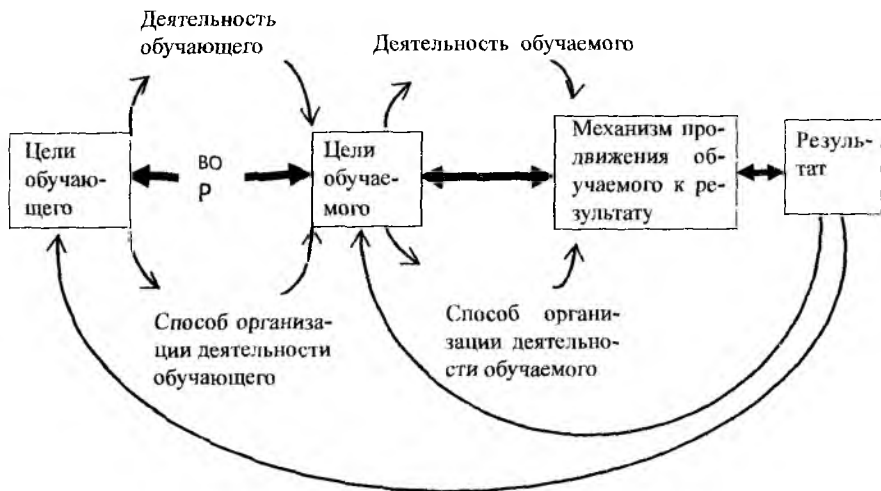 Деятельность
обучающего
Деятельность обучаемого
Цели
обучаю-
щего
ВО
Р
Цели
обучае-
мого
Механизм про-
движения об-
учаемого к ре-
зультату
Резуль-
тат
Способ организа-
ции деятельности
обучающего
Способ органи-
зации деятельно-
сти обучаемого